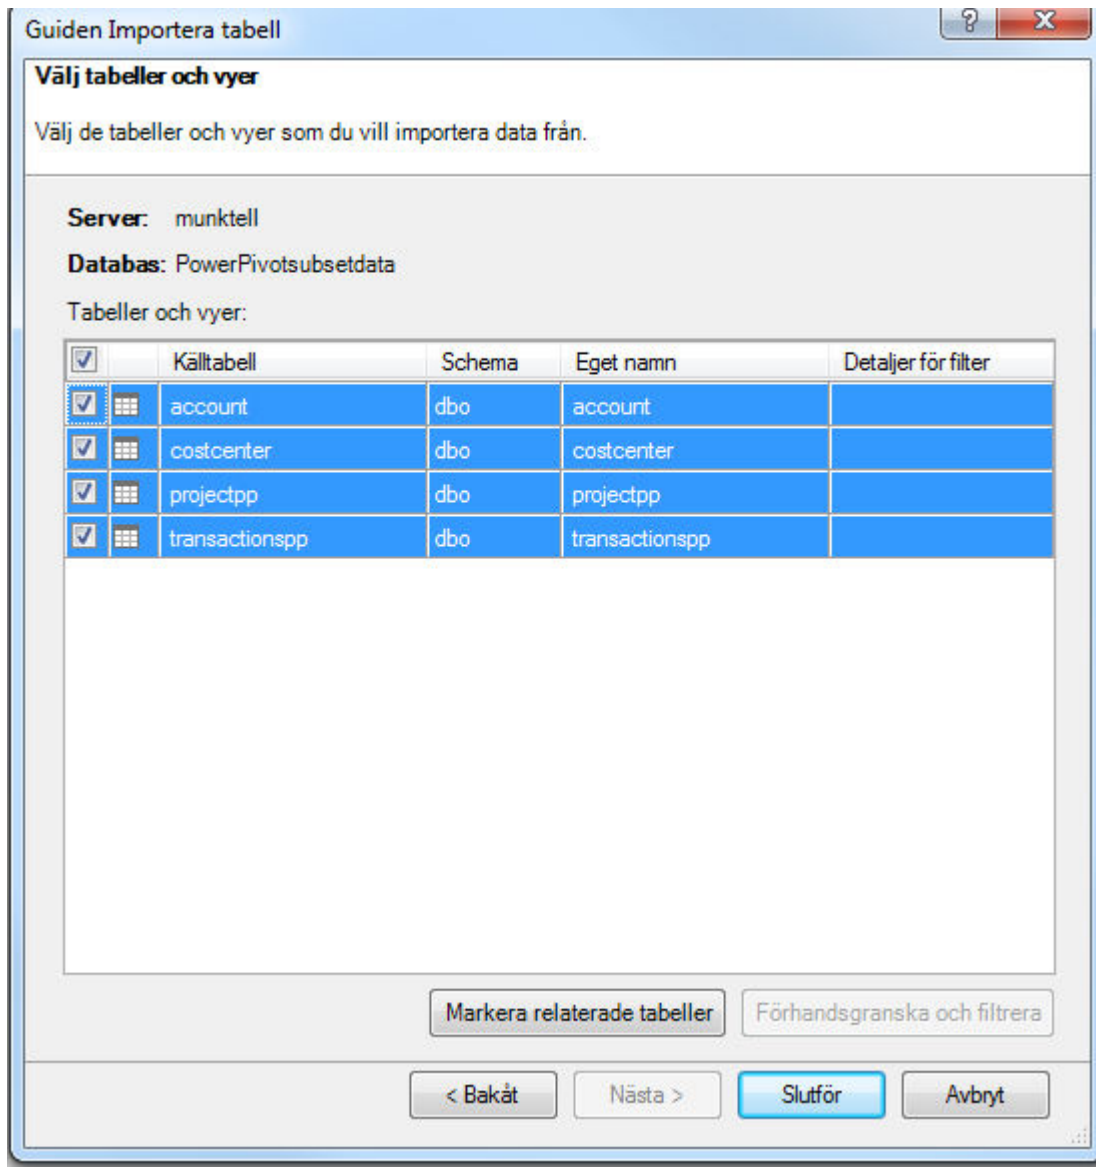 Guiden Importera tabell
Välj tabeller och vyer
Välj de tabeller och vyer som du vill importera data från.
Server: munktell
Databas: PowerPivotsubsetdata
Tabeller och vyer:
Källtabell Schema Eget namn Detaljer för filter
account dbo account
costcenter dbo costcenter
projectpp dbo projectpp
transactionspp dbo transactionspp
Markera relaterade tabeller Förhandsgranska och filtrera
< Bakåt Nästa > Slutför Avbryt